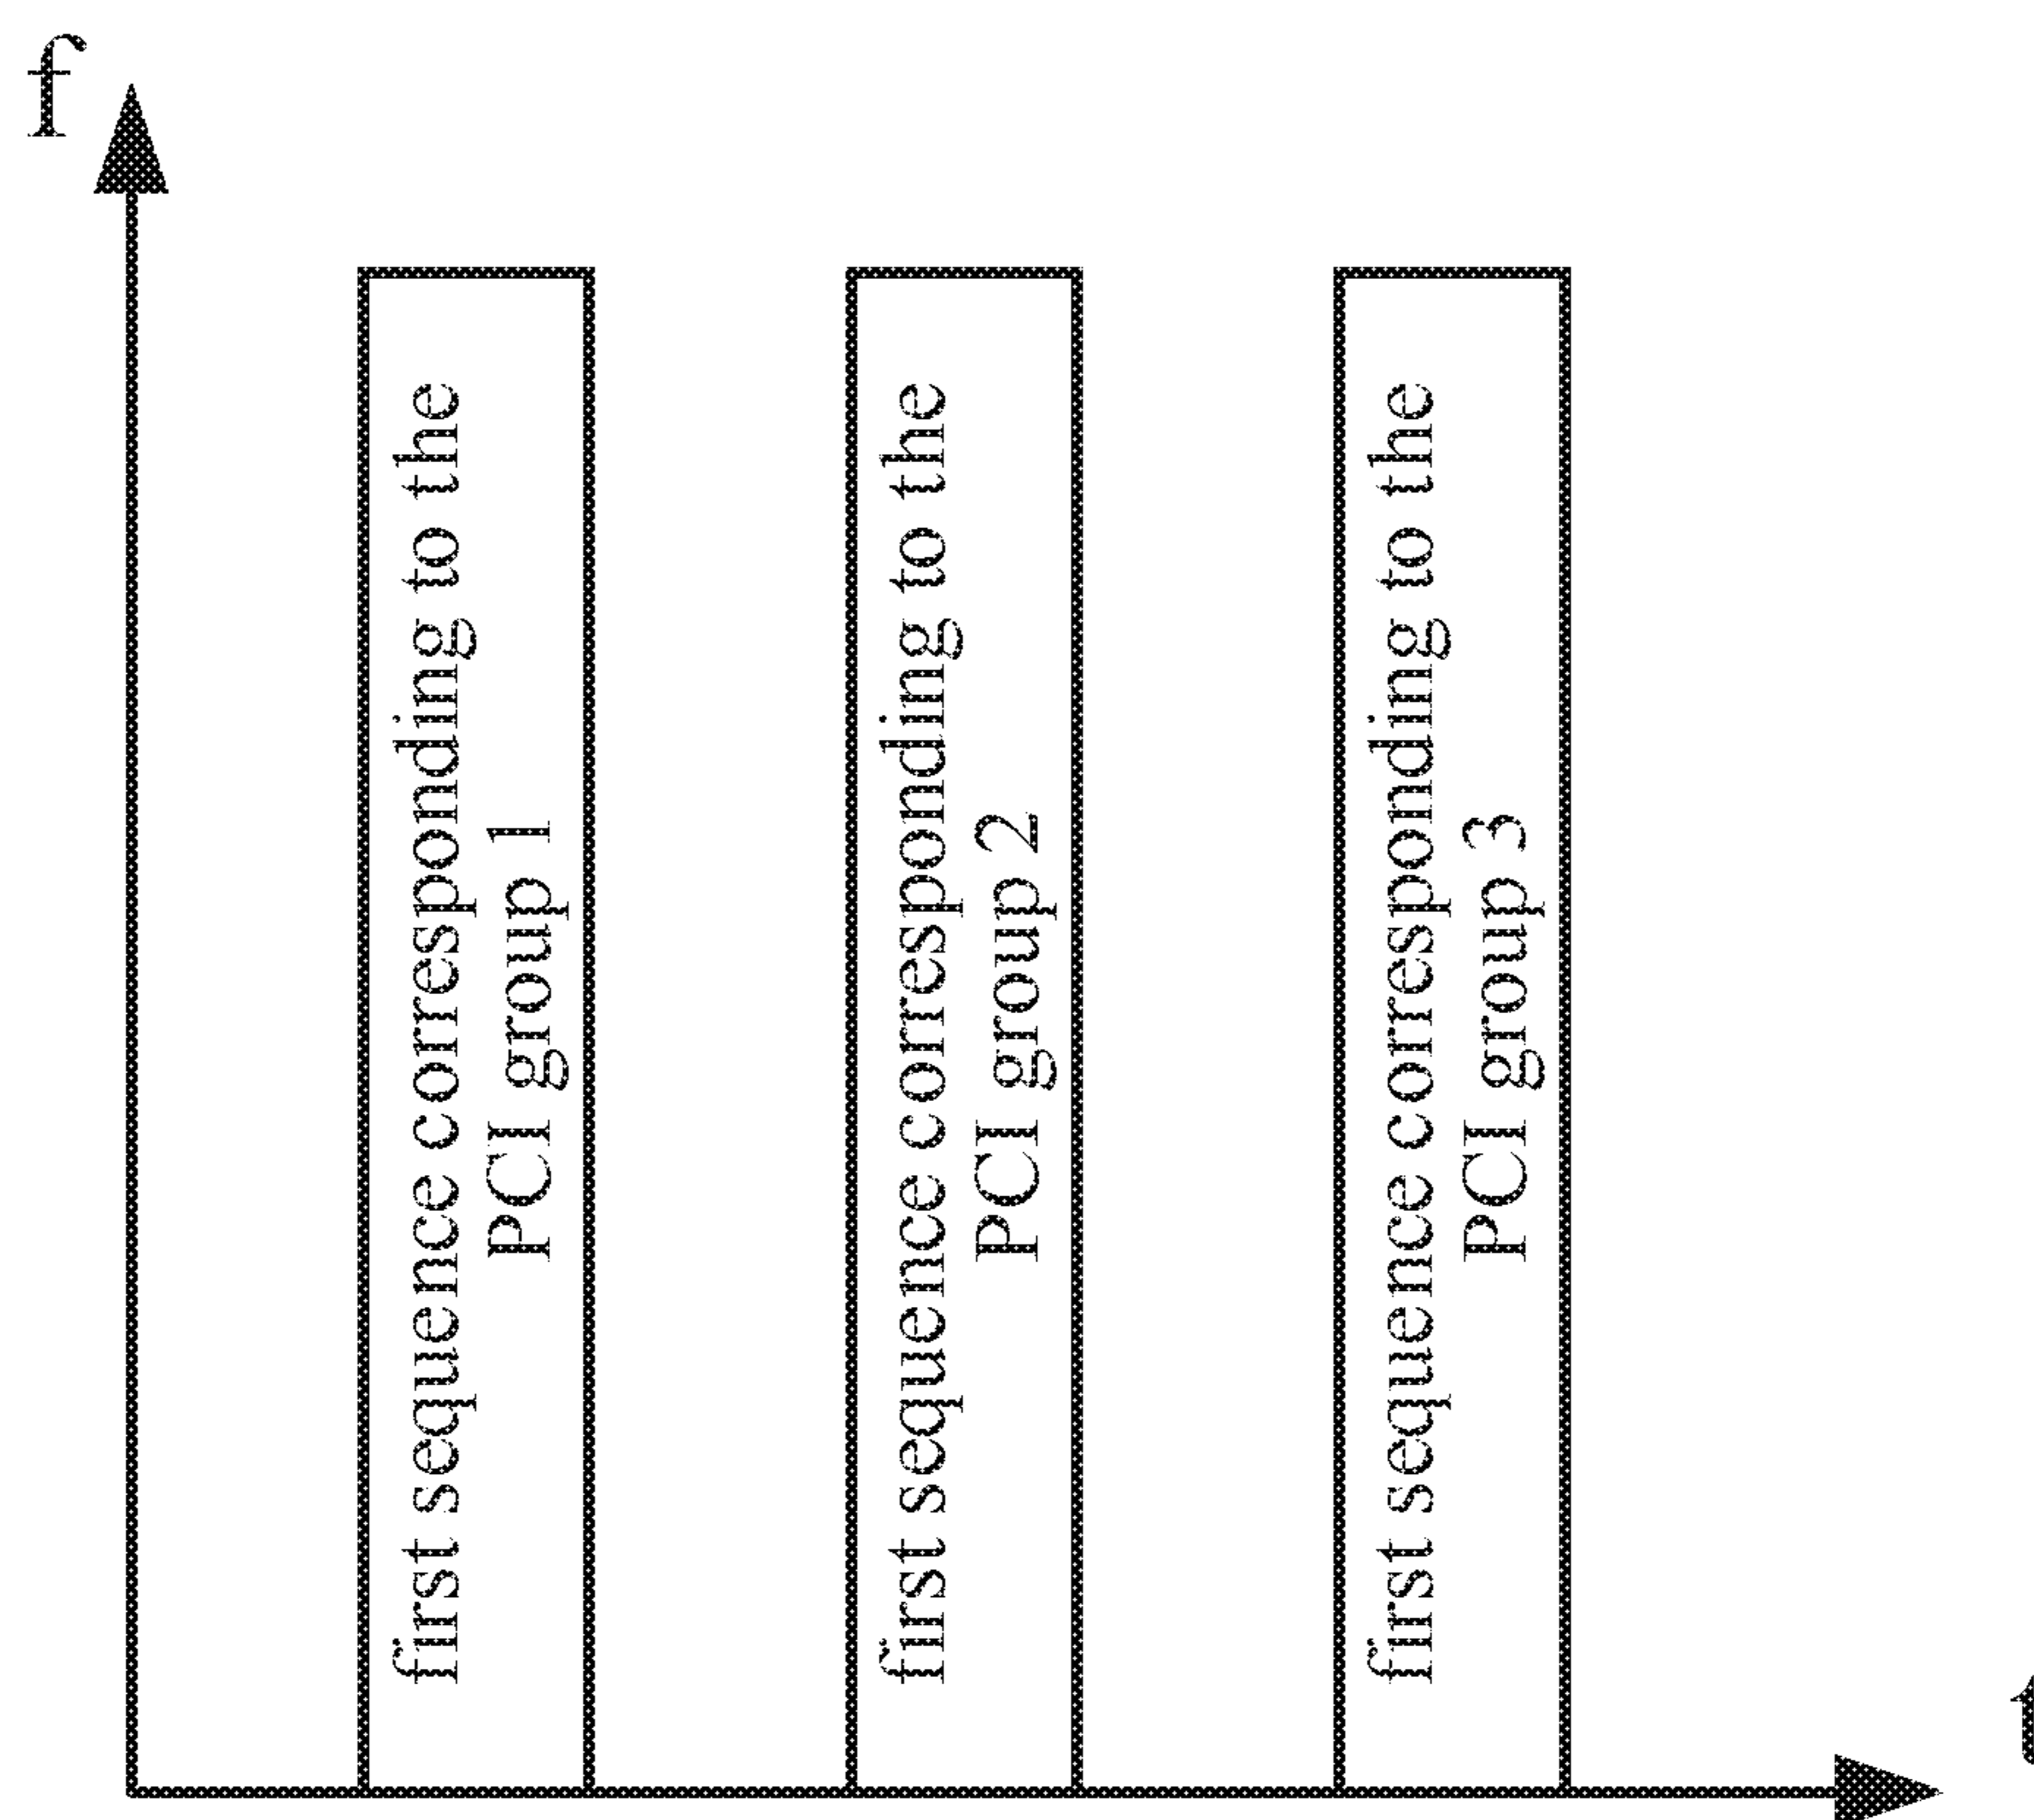 f
first sequence corresponding to the
PCI group 1
first sequence corresponding to the
PCI group 2
first sequence corresponding to the
PCI group 3
t